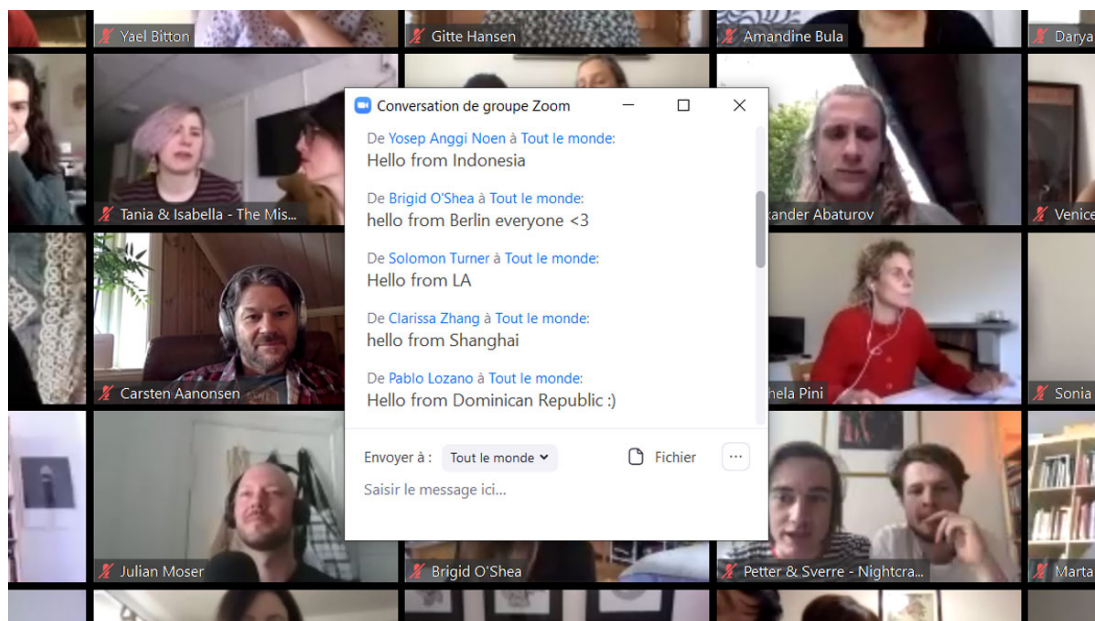 Yael Bitton
Gitte Hansen
Amandine Bula
Darya
Conversation de groupe Zoom
De Yosep Anggi Noen à Tout le monde:
Hello from Indonesia
De Brigid O'Shea à Tout le monde:
hello from Berlin everyone <3
De Solomon Turner à Tout le monde:
Hello from LA
De Clarissa Zhang à Tout le monde:
hello from Shanghai
De Pablo Lozano à Tout le monde:
Hello from Dominican Republic :)
Envoyer à : Tout le monde
Fichier
...
Saisir le message ici...
Tania & Isabella - The Mis...
xander Abaturov
Venice
Carsten Aanonsen
hela Pini
Sonia
Julian Moser
Brigid O'Shea
Petter & Sverre - Nightcra...
Marta